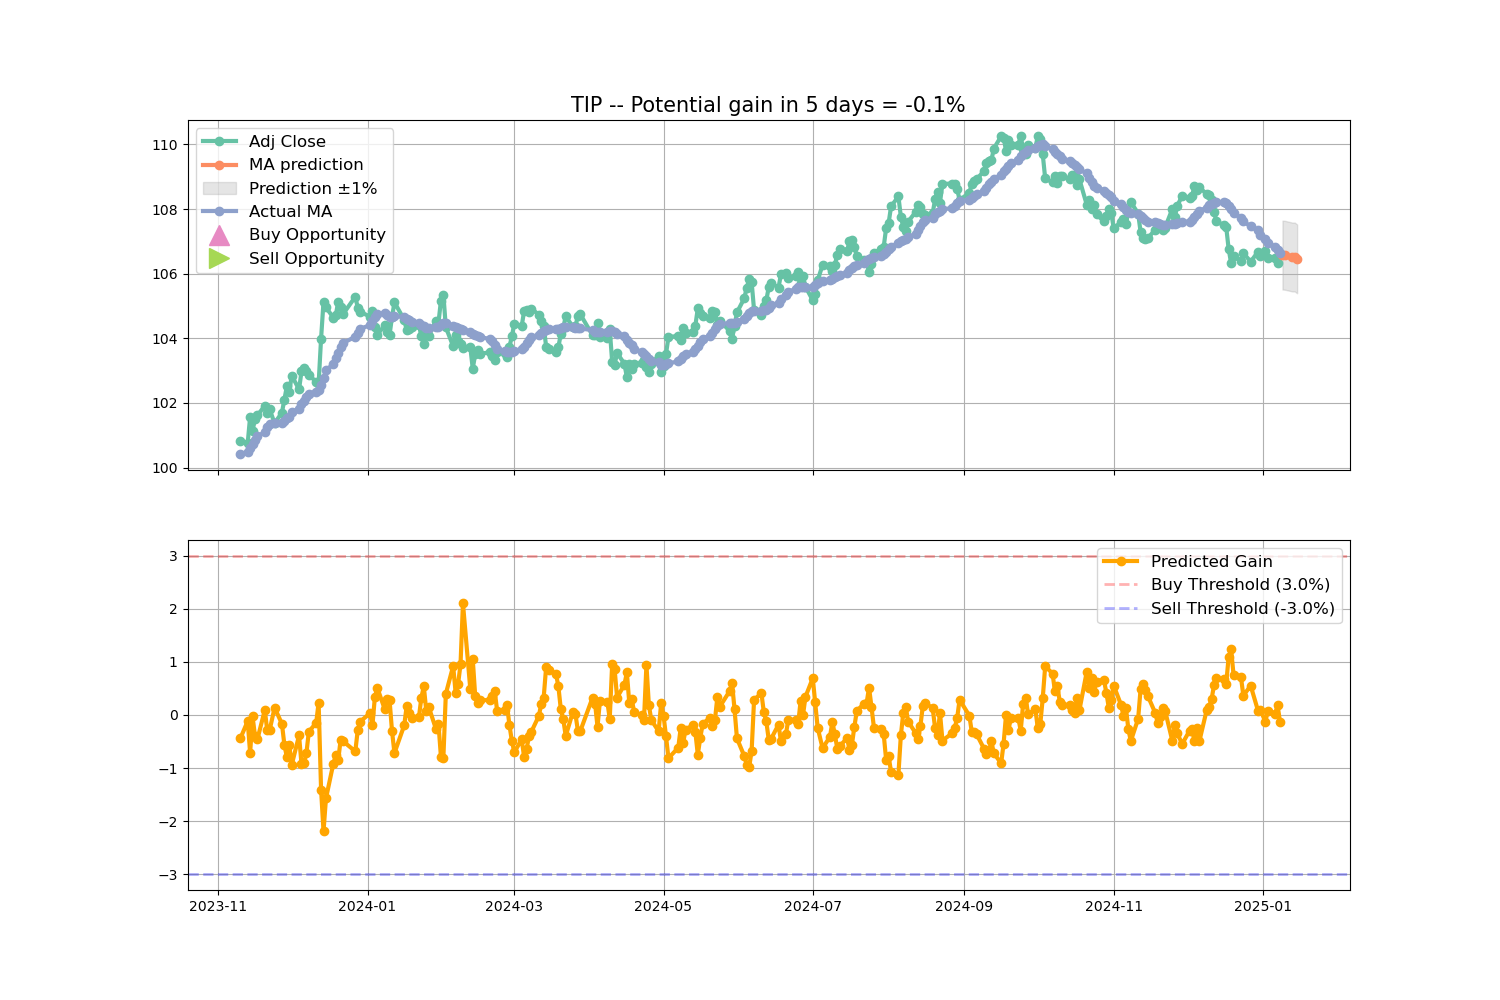 TIP -- Potential gain in 5 days = -0.1%
Adj Close
MA prediction
Prediction ±1%
Actual MA
Buy Opportunity
Sell Opportunity
110
108
106
104
102
100
Predicted Gain
Buy Threshold (3.0%)
Sell Threshold (-3.0%)
3
2
1
0
−1
−2
−3
2023-11
2024-01
2024-03
2024-05
2024-07
2024-09
2024-11
2025-01